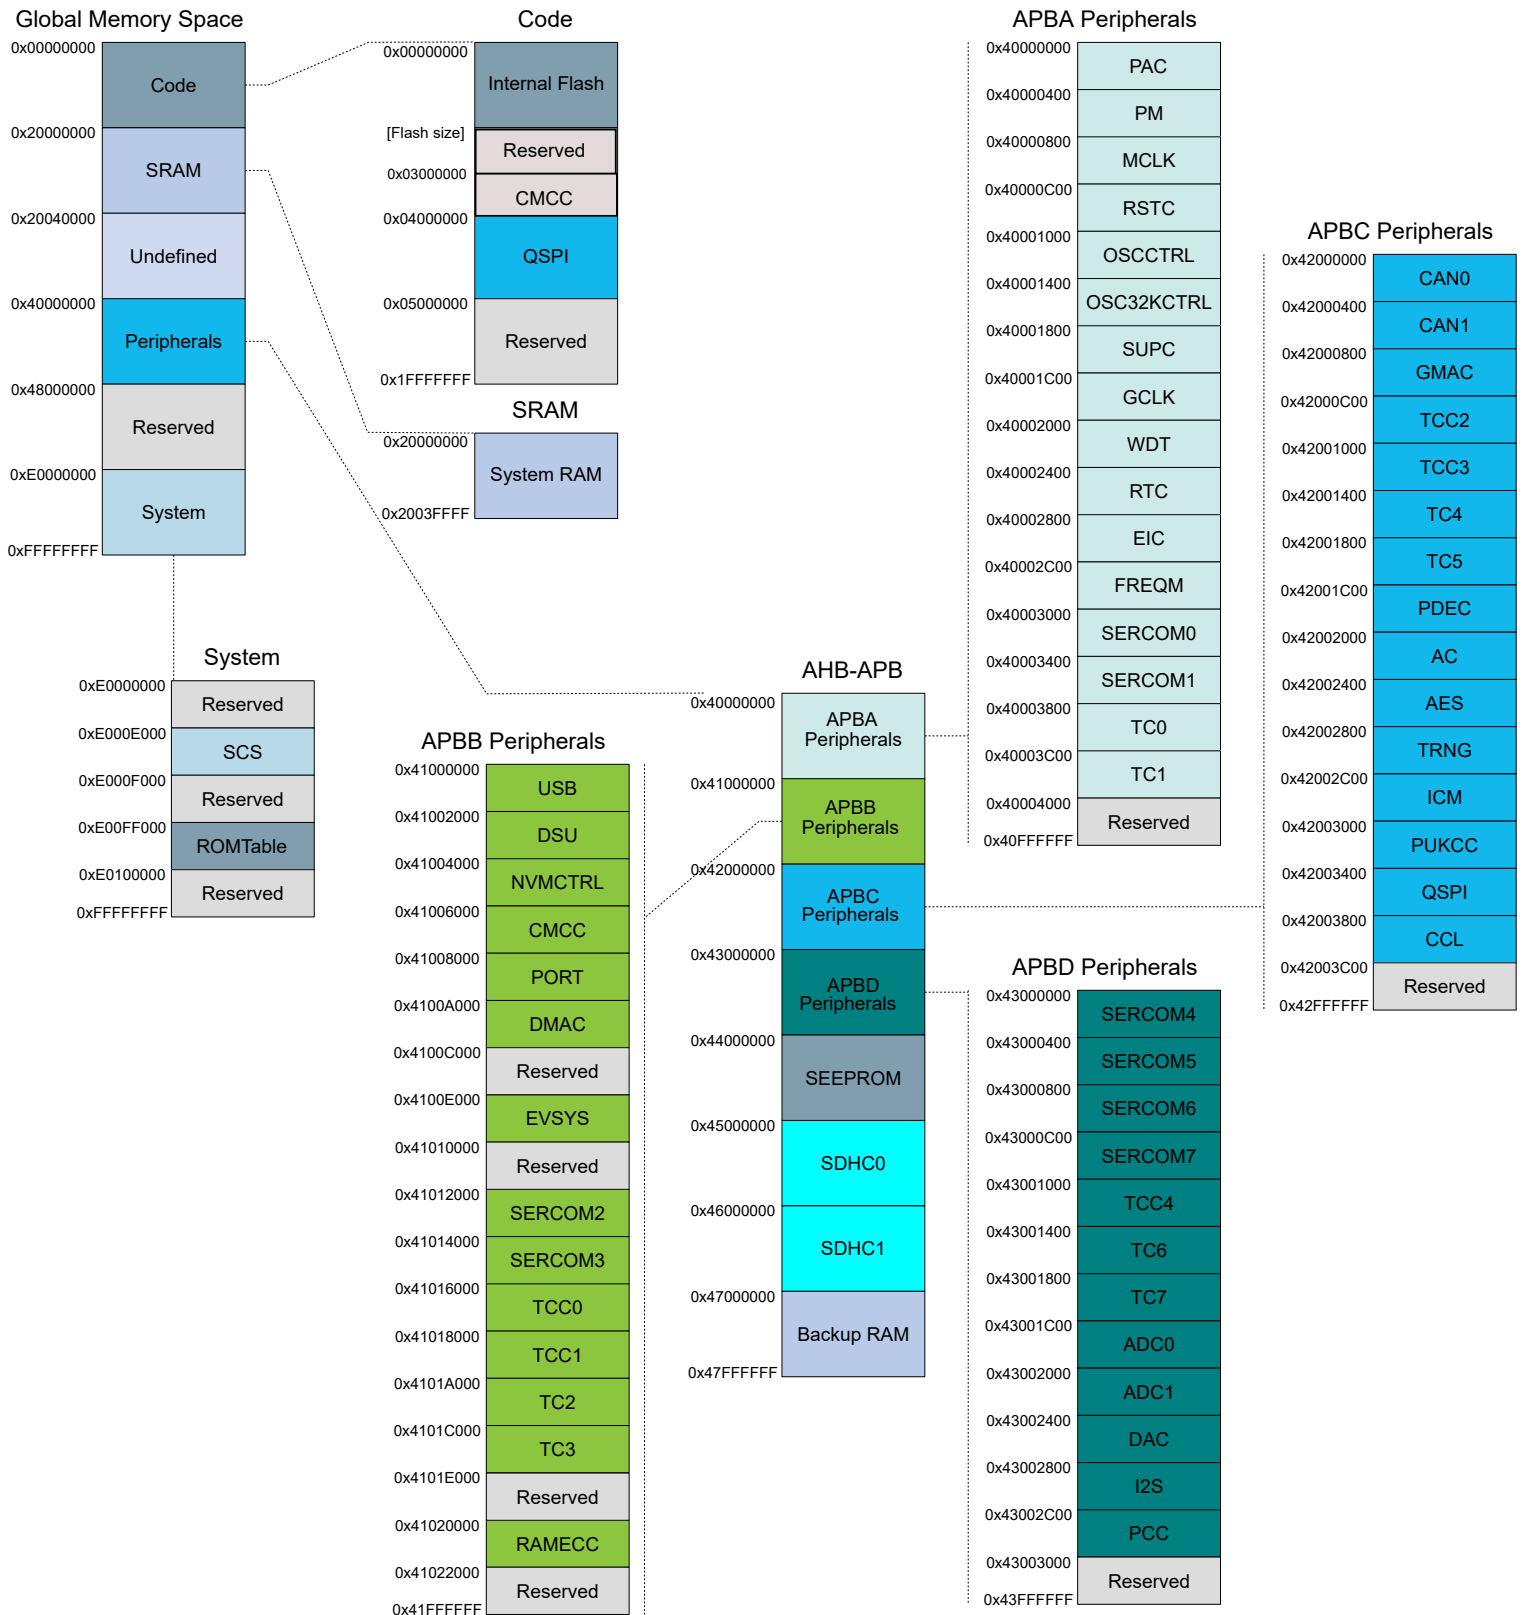 Global Memory Space
0x00000000
Code
0x20000000
SRAM
0x20040000
Undefined
0x40000000
Peripherals
0x48000000
Reserved
0xE0000000
System
0xFFFFFFFF
Code
0x00000000
Internal Flash
[Flash size]
Reserved
0x03000000
CMCC
0x04000000
QSPI
0x05000000
Reserved
0x1FFFFFFF
SRAM
0x20000000
System RAM
0x2003FFFF
System
0xE0000000
Reserved
0xE000E000
SCS
0xE000F000
Reserved
0xE00FF000
ROMTable
0xE0100000
Reserved
0xFFFFFFFF
APBB Peripherals
0x41000000
USB
0x41002000
DSU
0x41004000
NVMCTRL
0x41006000
CMCC
0x41008000
PORT
0x4100A000
DMAC
0x4100C000
Reserved
0x4100E000
EVSYS
0x41010000
Reserved
0x41012000
SERCOM2
0x41014000
SERCOM3
0x41016000
TCC0
0x41018000
TCC1
0x4101A000
TC2
0x4101C000
TC3
0x4101E000
Reserved
0x41020000
RAMECC
0x41022000
Reserved
0x41FFFFFF
AHB-APB
0x40000000
APBA
Peripherals
0x41000000
APBB
Peripherals
0x42000000
APBC
Peripherals
0x43000000
APBD
Peripherals
0x44000000
SEEPROM
0x45000000
SDHC0
0x46000000
SDHC1
0x47000000
Backup RAM
0x47FFFFFF
APBA Peripherals
0x40000000
PAC
0x40000400
PM
0x40000800
MCLK
0x40000C00
RSTC
0x40001000
OSCCTRL
0x40001400
OSC32KCTRL
0x40001800
SUPC
0x40001C00
GCLK
0x40002000
WDT
0x40002400
RTC
0x40002800
EIC
0x40002C00
FREQM
0x40003000
SERCOM0
0x40003400
SERCOM1
0x40003800
TC0
0x40003C00
TC1
0x40004000
Reserved
0x40FFFFFF
APBD Peripherals
0x43000000
SERCOM4
0x43000400
SERCOM5
0x43000800
SERCOM6
0x43000C00
SERCOM7
0x43001000
TCC4
0x43001400
TC6
0x43001800
TC7
0x43001C00
ADC0
0x43002000
ADC1
0x43002400
DAC
0x43002800
I2S
0x43002C00
PCC
0x43003000
Reserved
0x43FFFFFF
APBC Peripherals
0x42000000
CAN0
0x42000400
CAN1
0x42000800
GMAC
0x42000C00
TCC2
0x42001000
TCC3
0x42001400
TC4
0x42001800
TC5
0x42001C00
PDEC
0x42002000
AC
0x42002400
AES
0x42002800
TRNG
0x42002C00
ICM
0x42003000
PUKCC
0x42003400
QSPI
0x42003800
CCL
0x42003C00
Reserved
0x42FFFFFF